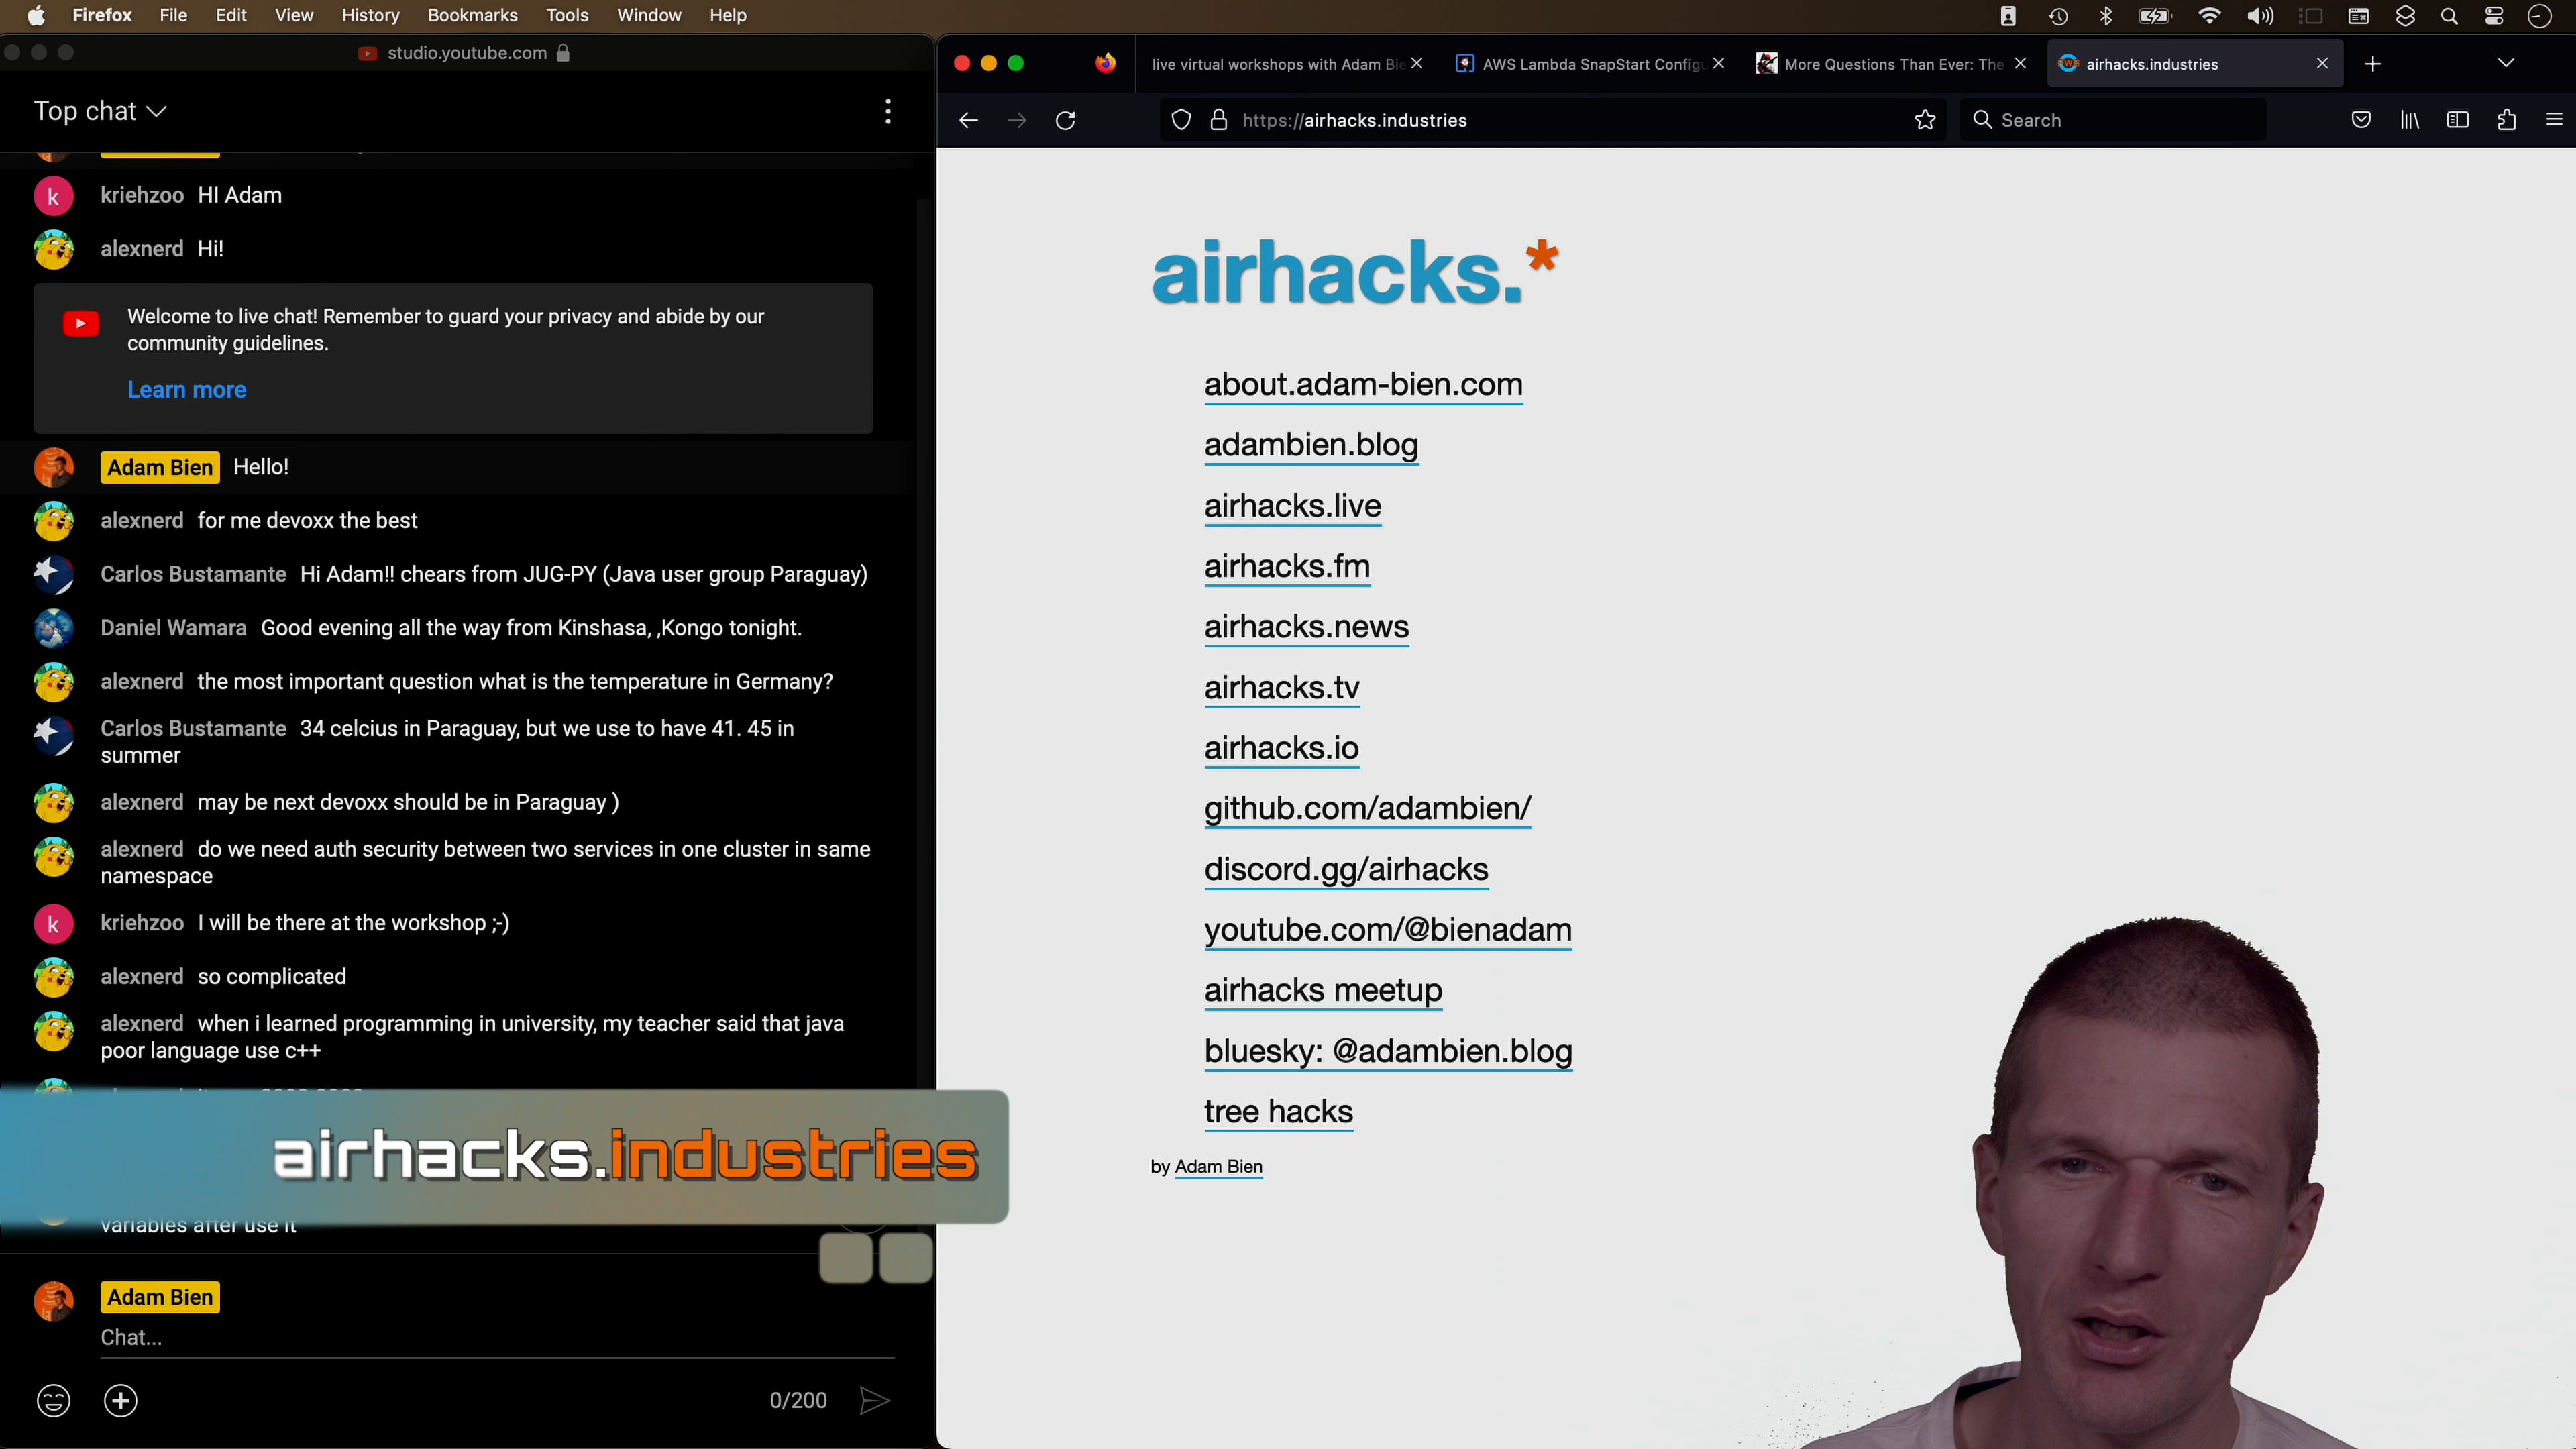 Firefox File Edit View History Bookmarks Tools Window Help
studio.youtube.com
Top chat
kriehzoo HI Adam
alexnerd Hi!
Welcome to live chat! Remember to guard your privacy and abide by our
community guidelines.
Learn more
Adam Bien Hello!
alexnerd for me devoxx the best
Carlos Bustamante Hi Adam!! chears from JUG-PY (Java user group Paraguay)
Daniel Wamara Good evening all the way from Kinshasa, ,Kongo tonight.
alexnerd the most important question what is the temperature in Germany?
Carlos Bustamante 34 celcius in Paraguay, but we use to have 41. 45 in
summer
alexnerd may be next devoxx should be in Paraguay )
alexnerd do we need auth security between two services in one cluster in same
namespace
kriehzoo I will be there at the workshop ;-)
alexnerd so complicated
alexnerd when i learned programming in university, my teacher said that java
poor language use c++
airhacks.industries
variables after use it
Adam Bien
Chat...
0/200
live virtual workshops with Adam Bie
AWS Lambda SnapStart Configu
More Questions Than Ever: The
airhacks.industries
https://airhacks.industries
Search
airhacks.*
about.adam-bien.com
adambien.blog
airhacks.live
airhacks.fm
airhacks.news
airhacks.tv
airhacks.io
github.com/adambien/
discord.gg/airhacks
youtube.com/@bienadam
airhacks meetup
bluesky: @adambien.blog
tree hacks
by Adam Bien